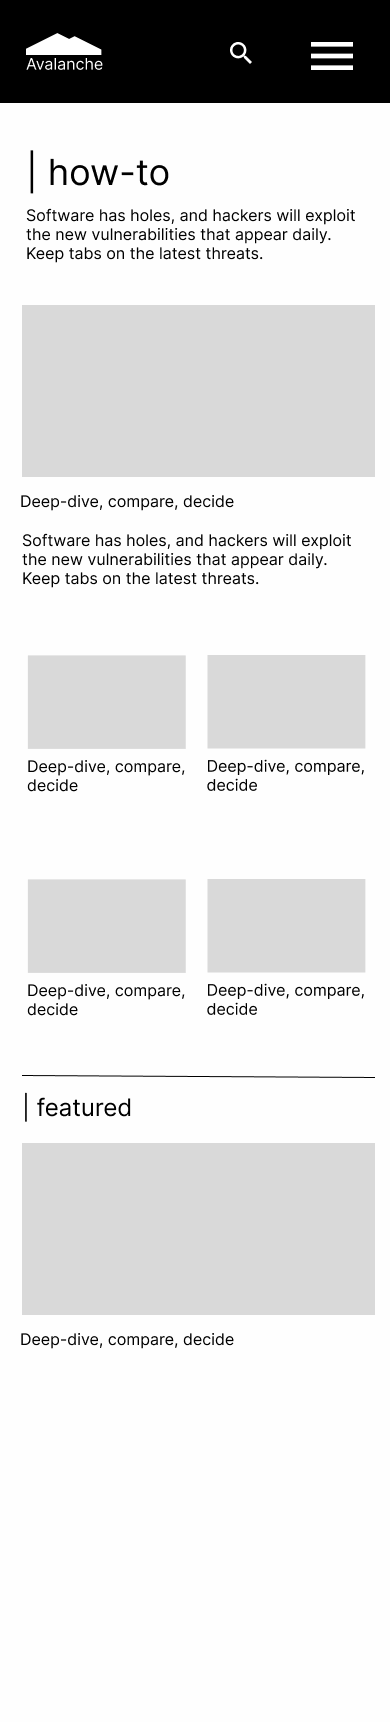 Avalanche
how-to
Software has holes, and hackers will exploit
the new vulnerabilities that appear daily.
Keep tabs on the latest threats.
Deep-dive, compare, decide
Software has holes, and hackers will exploit
the new vulnerabilities that appear daily.
Keep tabs on the latest threats.
Deep-dive, compare,
decide
Deep-dive, compare,
decide
Deep-dive, compare,
decide
Deep-dive, compare,
decide
featured
Deep-dive, compare, decide